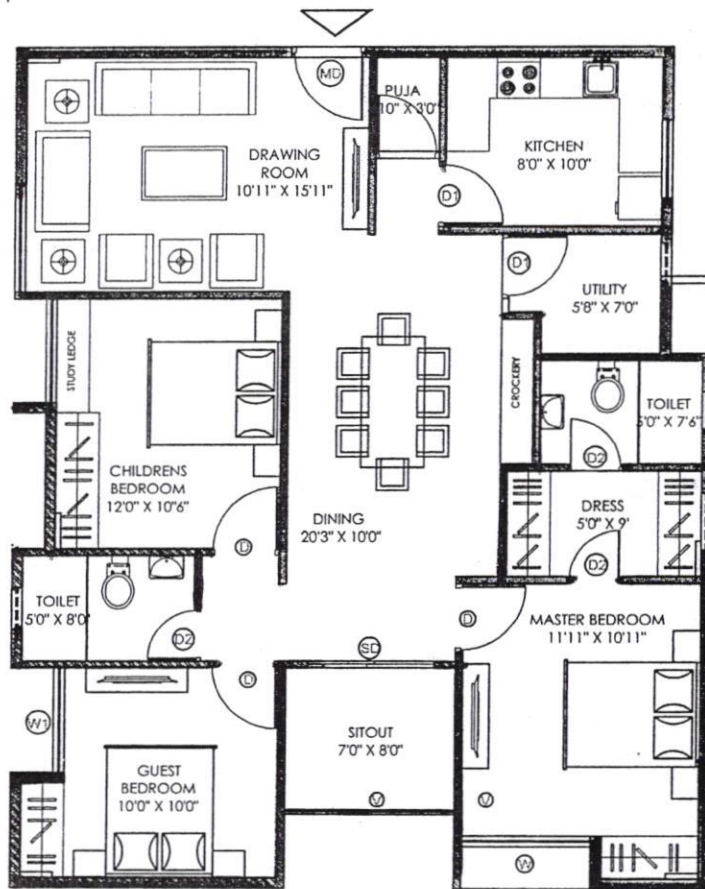 MD
PUJA
10" X 3'0"
KITCHEN
8'0" X 10'0"
DRAWING
ROOM
10'11" X 15'11"
D1
D1
UTILITY
5'8" X 7'0"
STUDY LEDGE
CROCKERY
TOILET
5'0" X 7'6"
D2
CHILDRENS
BEDROOM
12'0" X 10'6"
DINING
20'3" X 10'0"
DRESS
5'0" X 9'
D
D2
TOILET
5'0" X 8'0"
D2
D
MASTER BEDROOM
11'11" X 10'11"
SD
D
W1
SITOUT
7'0" X 8'0"
GUEST
BEDROOM
10'0" X 10'0"
V
V
W